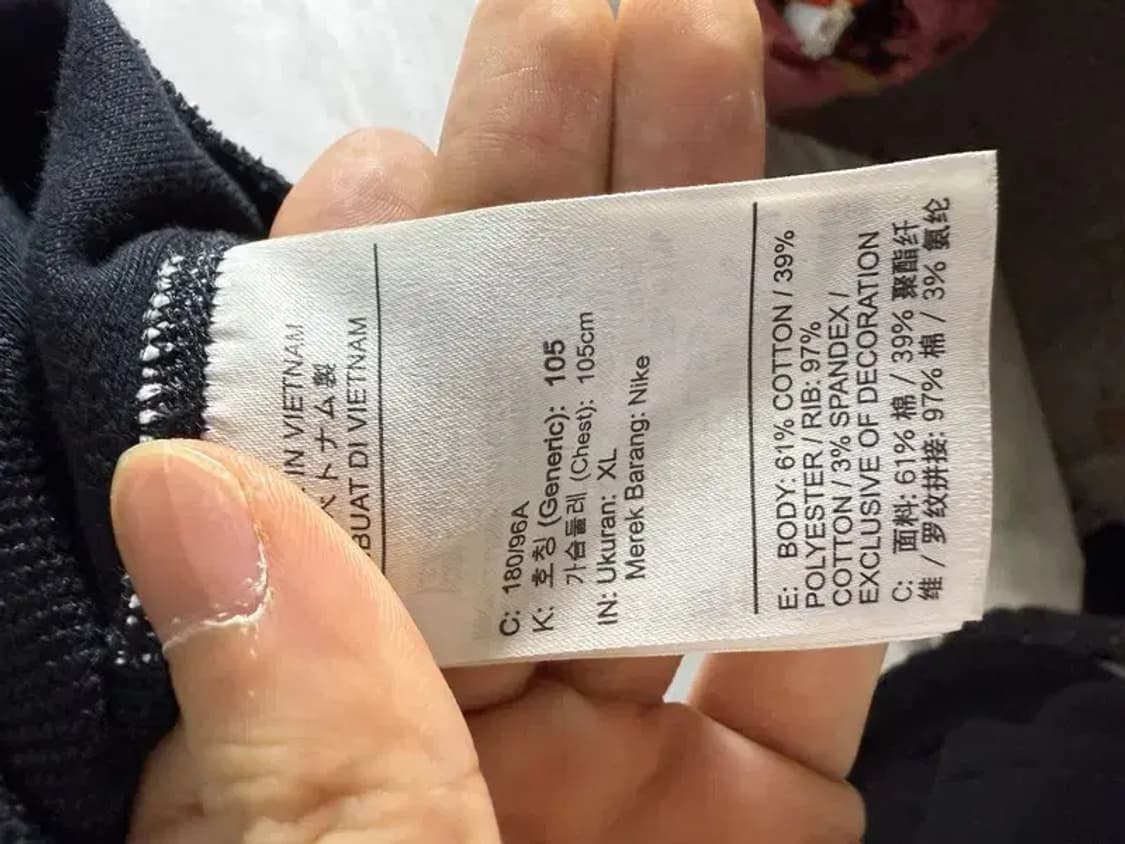 IN VIETNAM
トナム製
BUAT DI VIETNAM
C: 180/96A
K: 호칭 (Generic): 105
가슴둘레 (Chest): 105cm
IN: Ukuran: XL
Merek Barang: Nike
E: BODY: 61% COTTON / 39%
POLYESTER / RIB: 97%
COTTON / 3% SPANDEX /
EXCLUSIVE OF DECORATION
C: 面料: 61% 棉 / 39% 聚酯纤
维 / 罗纹拼接: 97% 棉 / 3% 氨纶